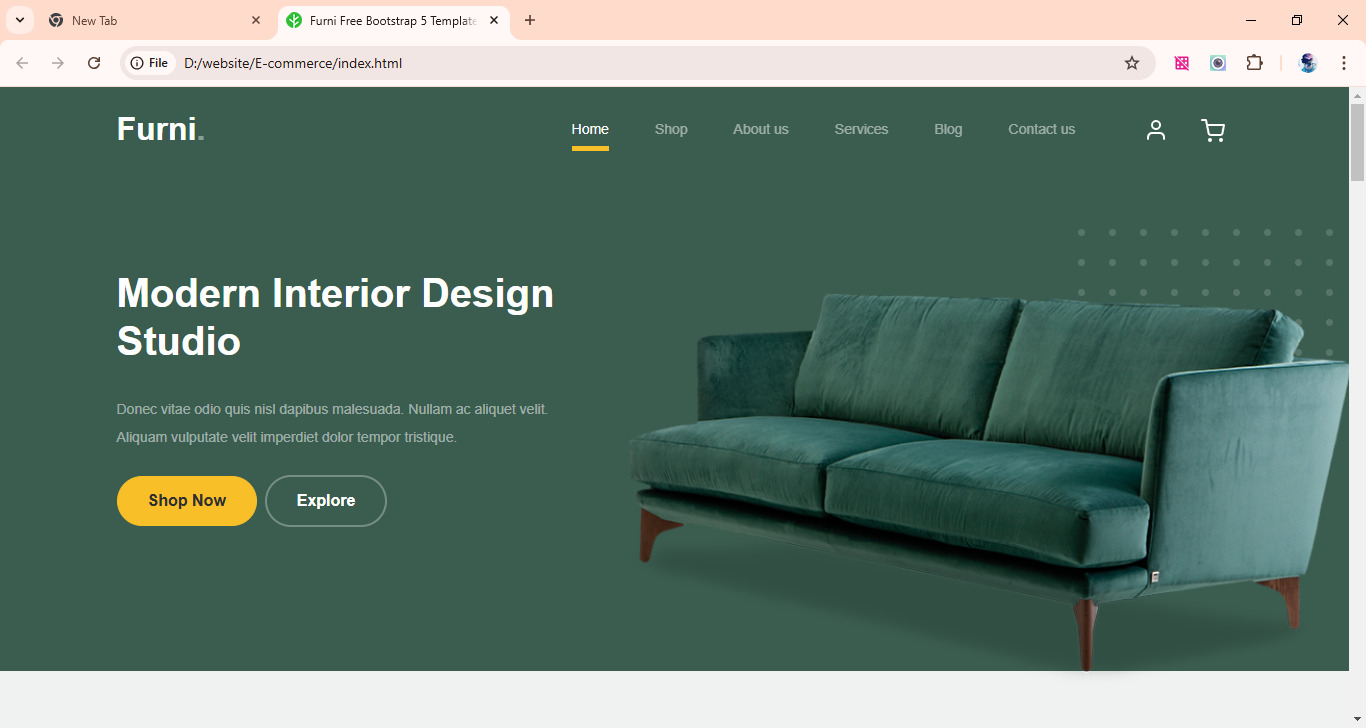 New Tab
Furni Free Bootstrap 5 Template
File
D:/website/E-commerce/index.html
Furni.
Home
Shop
About us
Services
Blog
Contact us
Modern Interior Design
Studio
Donec vitae odio quis nisl dapibus malesuada. Nullam ac aliquet velit.
Aliquam vulputate velit imperdiet dolor tempor tristique.
Shop Now
Explore